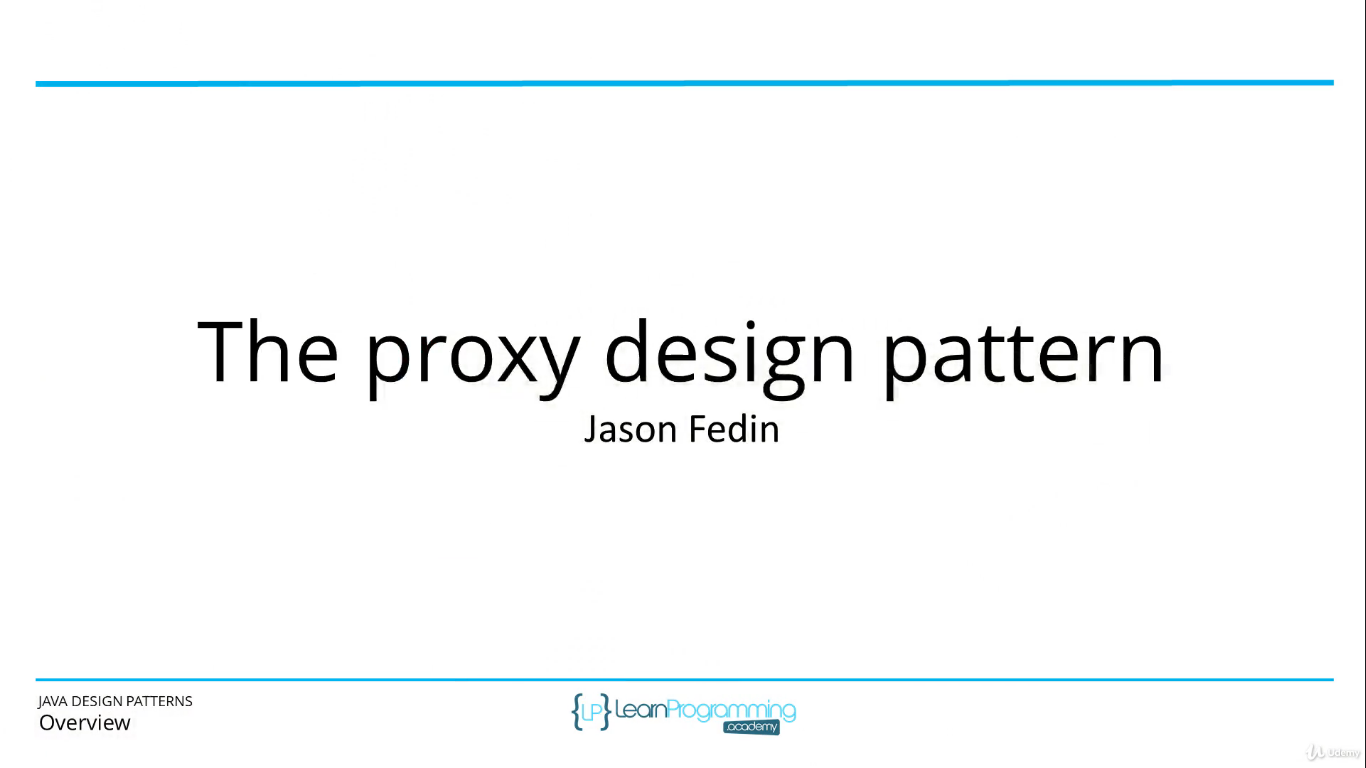 The proxy design pattern
Jason Fedin
JAVA DESIGN PATTERNS
Overview
{LP} LearnProgramming
.academy
Udemy